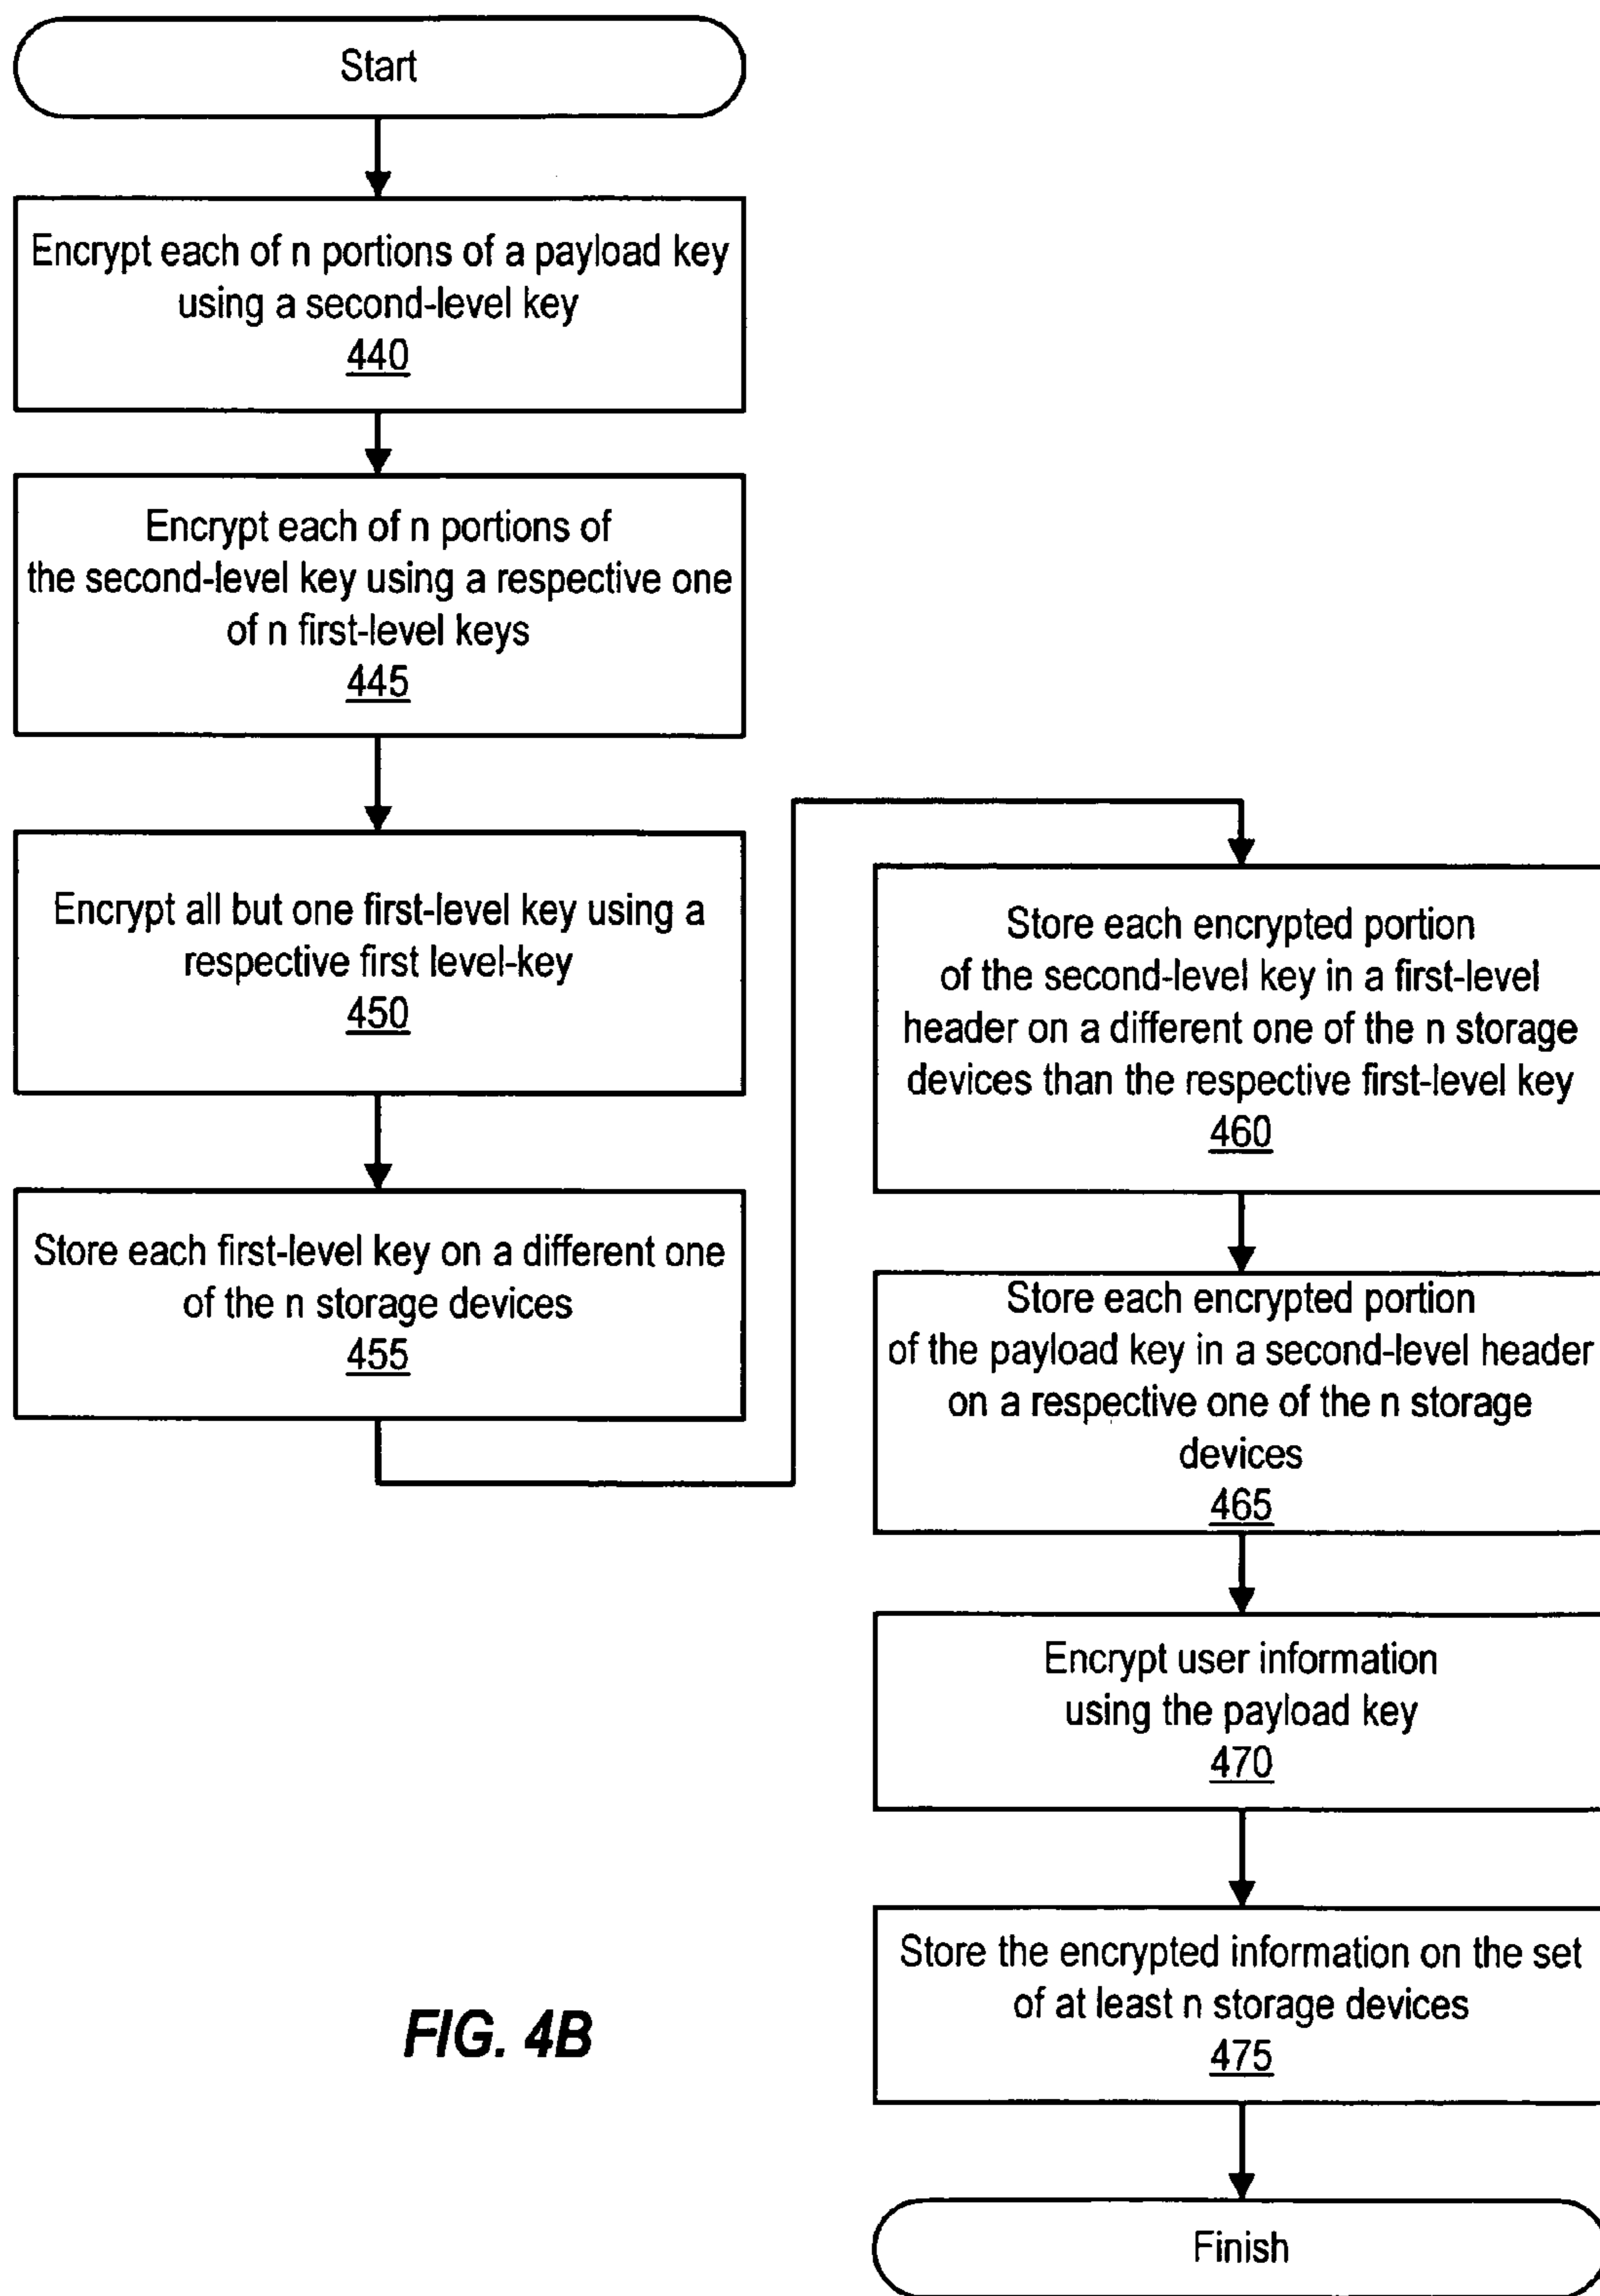 Start
Encrypt each of n portions of a payload key
using a second-level key
440
Encrypt each of n portions of
the second-level key using a respective one
of n first-level keys
445
Encrypt all but one first-level key using a
respective first level-key
450
Store each first-level key on a different one
of the n storage devices
455
Store each encrypted portion
of the second-level key in a first-level
header on a different one of the n storage
devices than the respective first-level key
460
Store each encrypted portion
of the payload key in a second-level header
on a respective one of the n storage
devices
465
Encrypt user information
using the payload key
470
Store the encrypted information on the set
of at least n storage devices
475
Finish
FIG. 4B